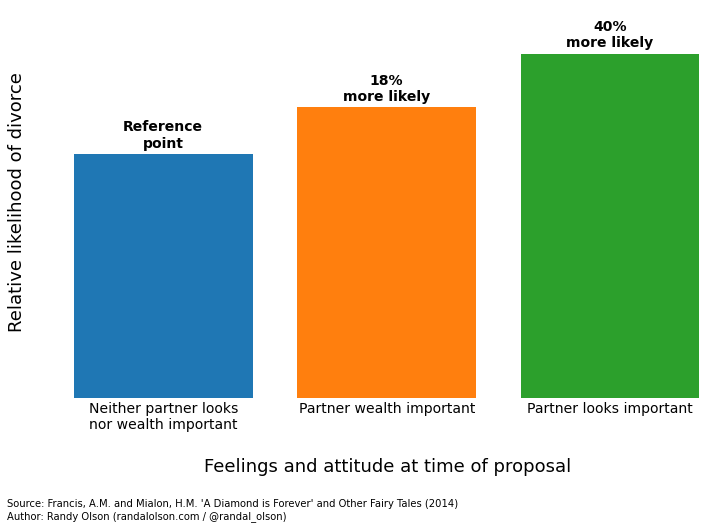 40%
more likely
18%
more likely
Reference
point
Relative likelihood of divorce
Neither partner looks
nor wealth important
Partner wealth important
Partner looks important
Feelings and attitude at time of proposal
Source: Francis, A.M. and Mialon, H.M. 'A Diamond is Forever' and Other Fairy Tales (2014)
Author: Randy Olson (randalolson.com / @randal_olson)